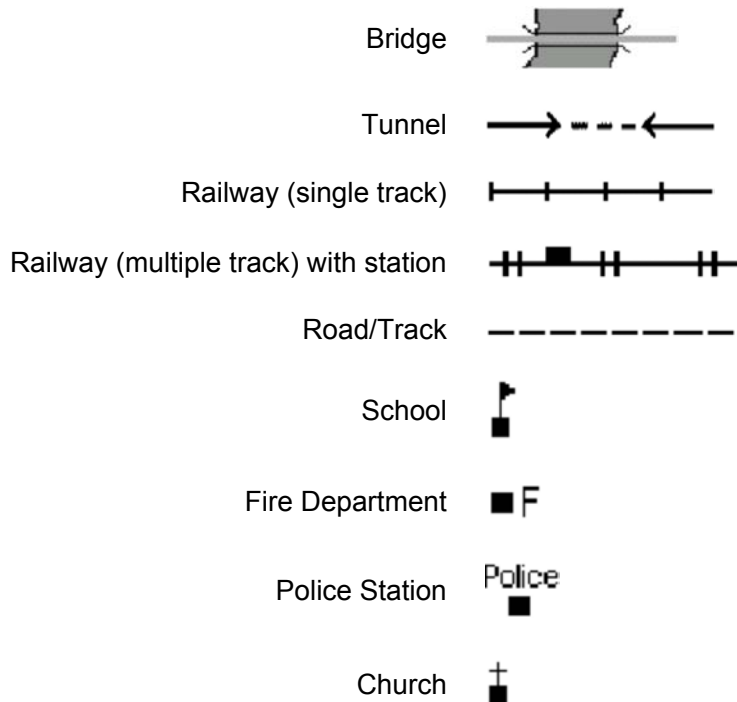 Bridge
Tunnel
Railway (single track)
Railway (multiple track) with station
Road/Track
School
Fire Department
F
Police Station
Police
Church